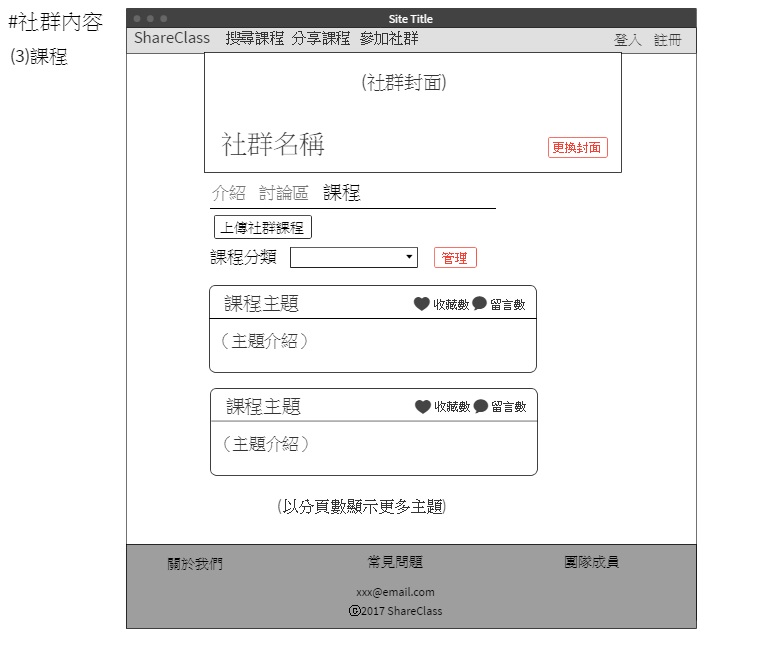 #社群內容
(3)課程
Site Title
ShareClass 搜尋課程 分享課程 參加社群 登入 註冊
(社群封面)
社群名稱 更換封面
介紹 討論區 課程
上傳社群課程
課程分類 管理
課程主題 收藏數 留言數
（主題介紹）
課程主題 收藏數 留言數
（主題介紹）
(以分頁數顯示更多主題)
關於我們 常見問題 團隊成員
xxx@email.com
©2017 ShareClass